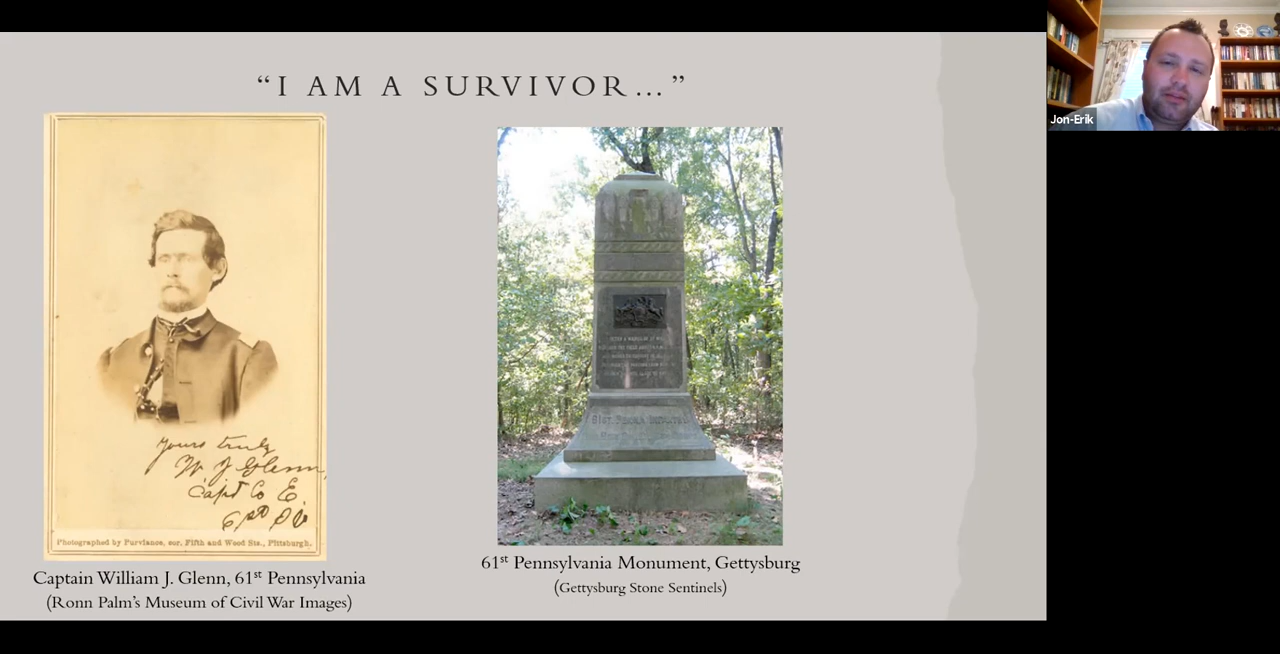 “I AM A SURVIVOR…”
Jon-Erik
Yours truly
W J Glenn
Capt Co E.
61st PV
Photographed by Purviance, cor. Fifth and Wood Sts., Pittsburgh.
Captain William J. Glenn, 61st Pennsylvania
(Ronn Palm’s Museum of Civil War Images)
61st Pennsylvania Monument, Gettysburg
(Gettysburg Stone Sentinels)